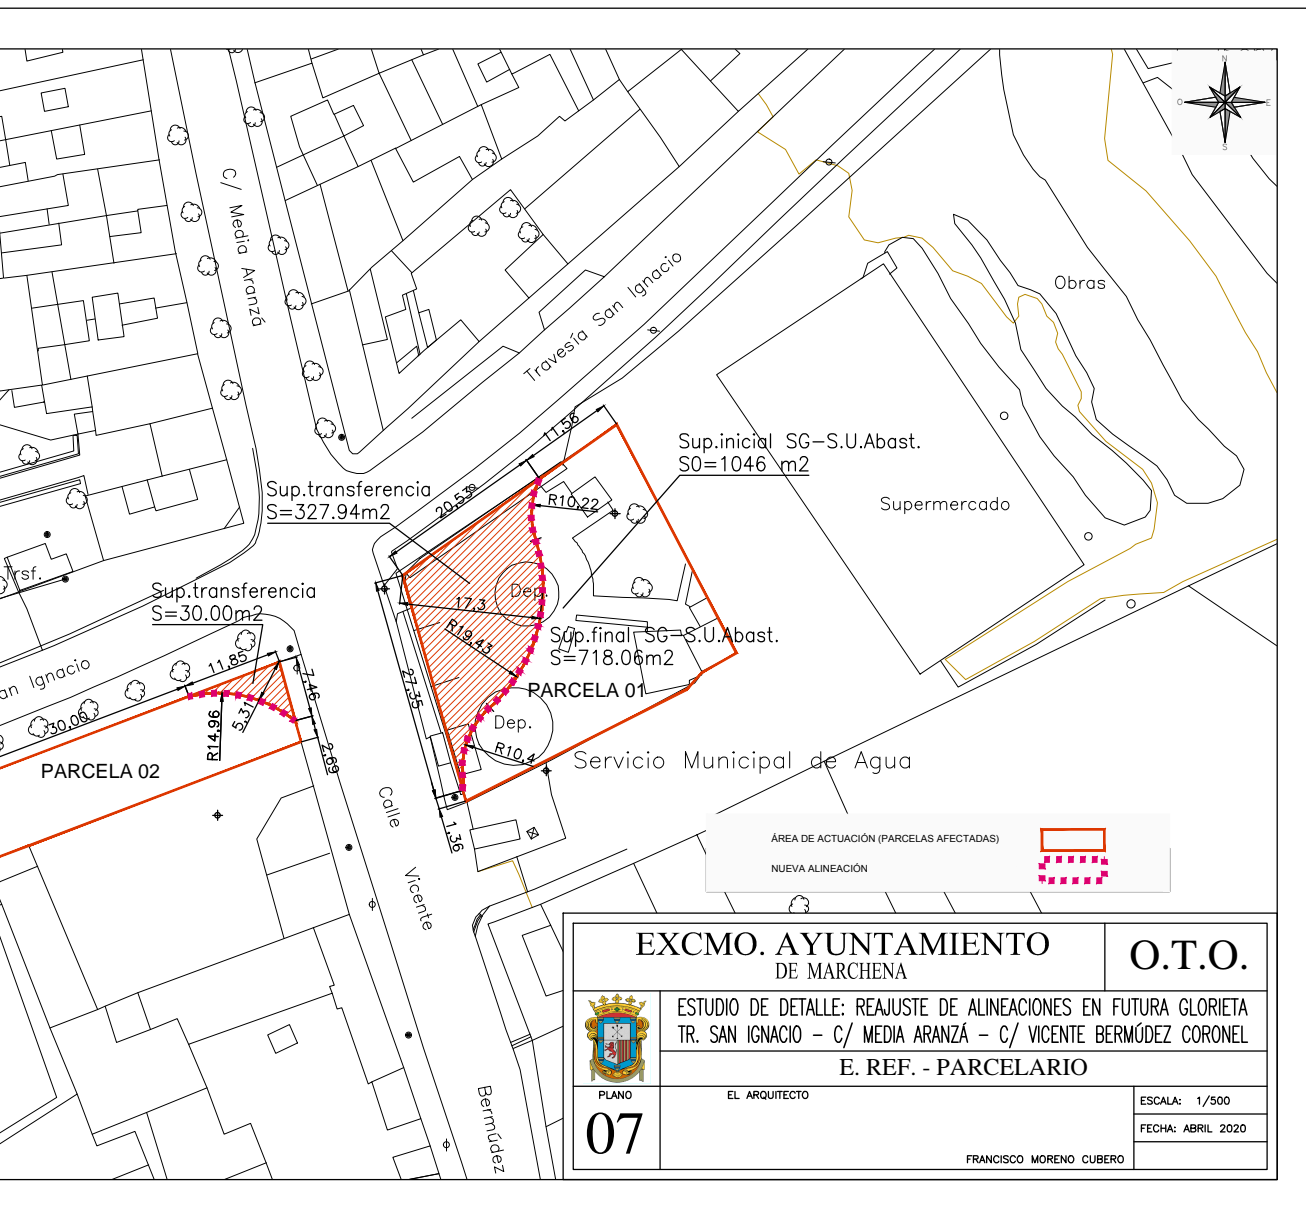 N
O
E
S
C/ Media Aranzá
Travesía San Ignacio
Obras
Supermercado
11,56
20,53
Sup.inicial SG-S.U.Abast.
S0=1046 m2
Sup.transferencia
S=327.94m2
R10,22
Trsf.
Sup.transferencia
S=30.00m2
Dep.
17,3
R19,43
Sup.final SG-S.U.Abast.
S=718.06m2
PARCELA 01
27,35
an Ignacio
11,85
7,46
5,31
R14,96
30,00
2,69
PARCELA 02
Dep.
R10,4
Servicio Municipal de Agua
1,36
Calle
Vicente
Bermúdez
ÁREA DE ACTUACIÓN (PARCELAS AFECTADAS)
NUEVA ALINEACIÓN
EXCMO. AYUNTAMIENTO
DE MARCHENA
O.T.O.
ESTUDIO DE DETALLE: REAJUSTE DE ALINEACIONES EN FUTURA GLORIETA
TR. SAN IGNACIO - C/ MEDIA ARANZÁ - C/ VICENTE BERMÚDEZ CORONEL
E. REF. - PARCELARIO
PLANO
07
EL ARQUITECTO
FRANCISCO MORENO CUBERO
ESCALA: 1/500
FECHA: ABRIL 2020